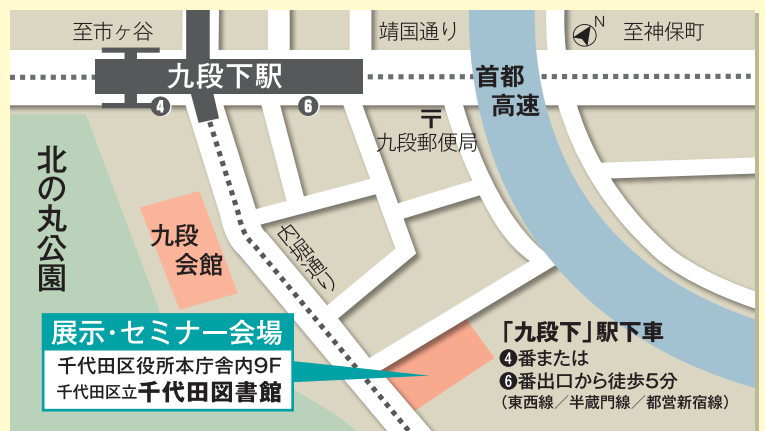 至市ヶ谷
靖国通り
N
至神保町
九段下駅
首都
高速
4
6
〒
九段郵便局
北の丸公園
九段
会館
内堀通り
展示・セミナー会場
千代田区役所本庁舎内9F
千代田区立千代田図書館
「九段下」駅下車
❹番または
❻番出口から徒歩5分
（東西線／半蔵門線／都営新宿線）